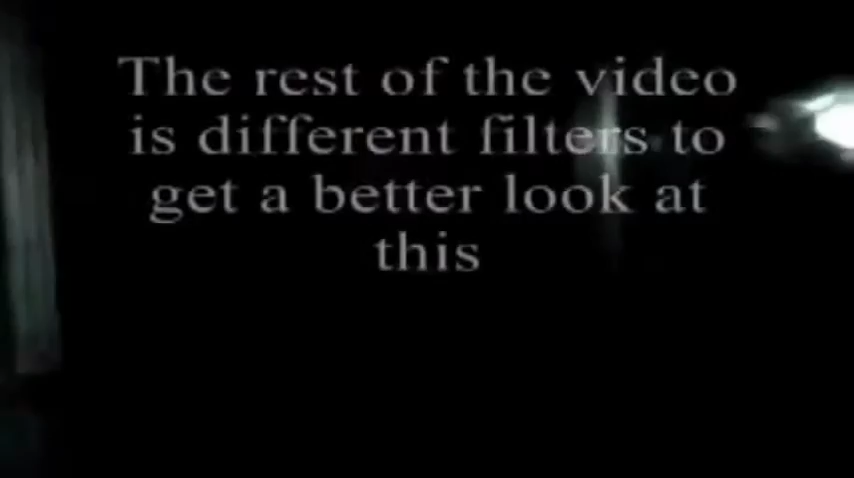 The rest of the video
is different filters to
get a better look at
this